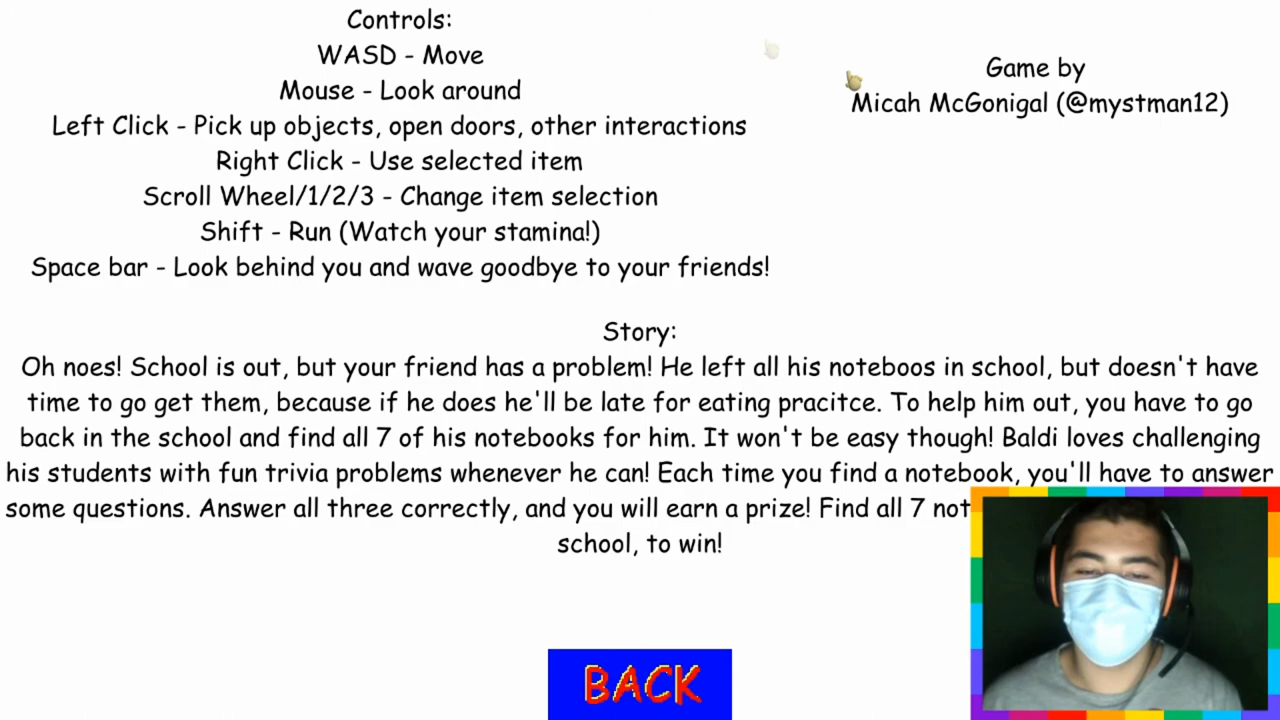 Controls:
WASD - Move
Mouse - Look around
Left Click - Pick up objects, open doors, other interactions
Right Click - Use selected item
Scroll Wheel/1/2/3 - Change item selection
Shift - Run (Watch your stamina!)
Space bar - Look behind you and wave goodbye to your friends!
Game by
Micah McGonigal (@mystman12)
Story:
Oh noes! School is out, but your friend has a problem! He left all his noteboos in school, but doesn't have
time to go get them, because if he does he'll be late for eating pracitce. To help him out, you have to go
back in the school and find all 7 of his notebooks for him. It won't be easy though! Baldi loves challenging
his students with fun trivia problems whenever he can! Each time you find a notebook, you'll have to answer
some questions. Answer all three correctly, and you will earn a prize! Find all 7
school, to win!
BACK